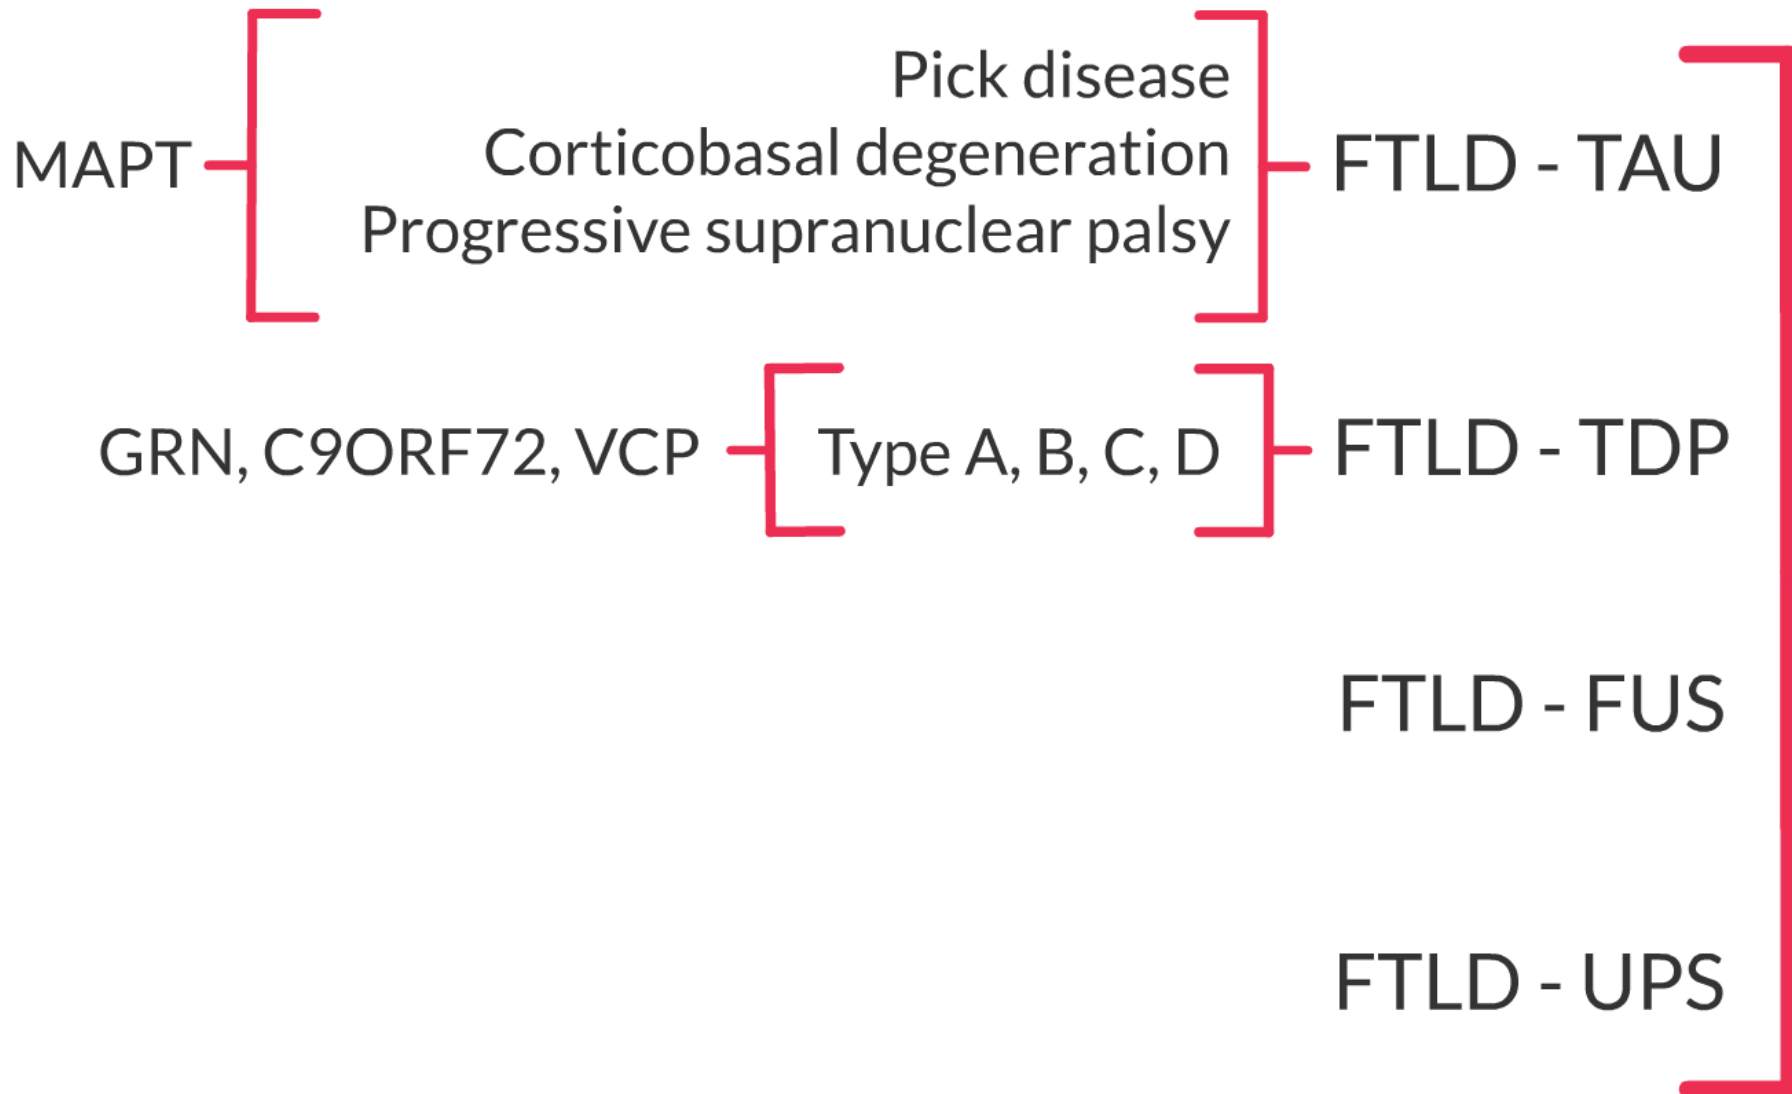 Pick disease
Corticobasal degeneration
Progressive supranuclear palsy
MAPT
FTLD - TAU
GRN, C9ORF72, VCP
Type A, B, C, D
FTLD - TDP
FTLD - FUS
FTLD - UPS